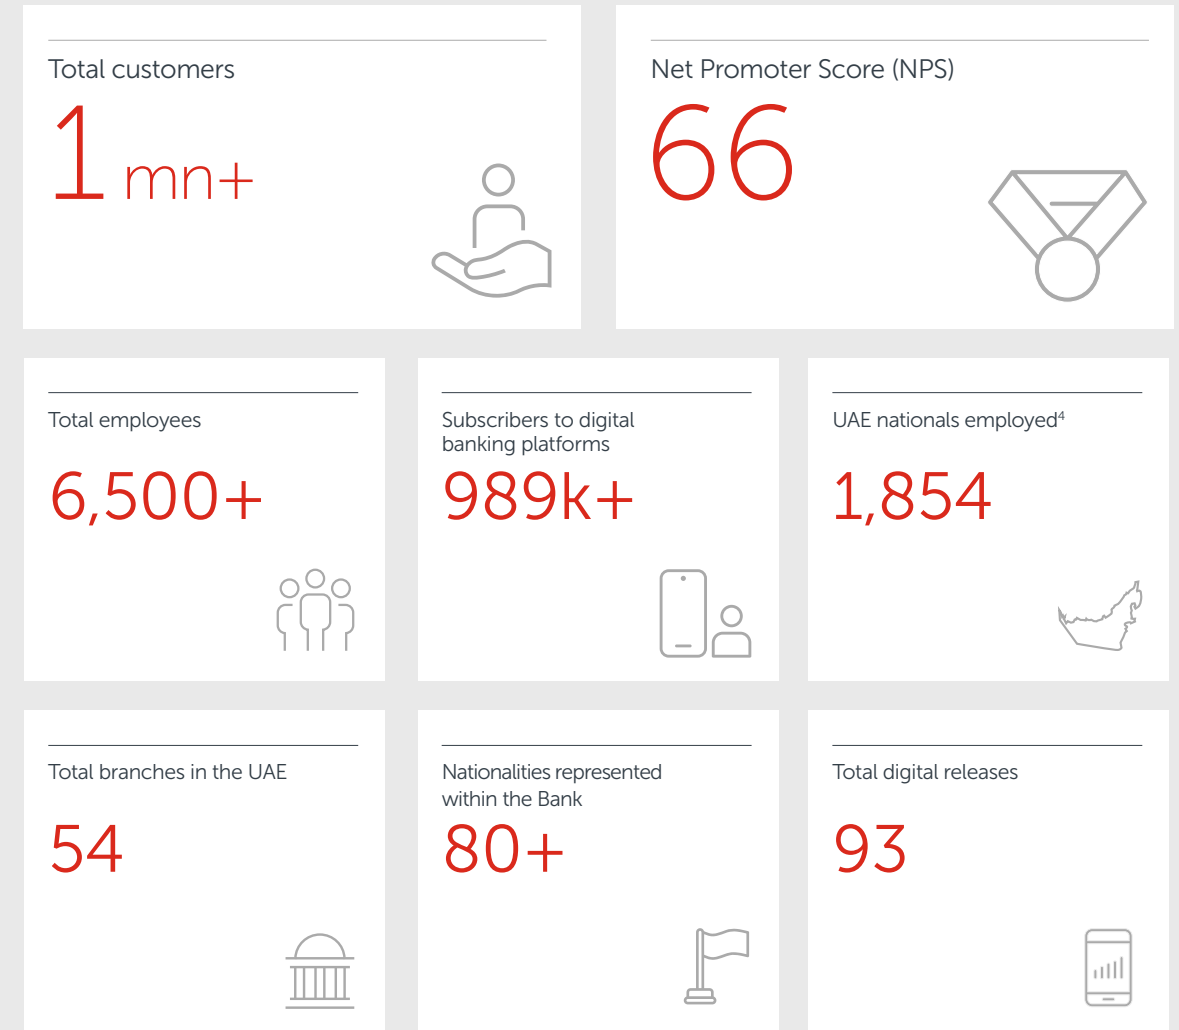 Total customers
1 mn+
Net Promoter Score (NPS)
66
Total employees
6,500+
Subscribers to digital
banking platforms
989k+
UAE nationals employed⁴
1,854
Total branches in the UAE
54
Nationalities represented
within the Bank
80+
Total digital releases
93